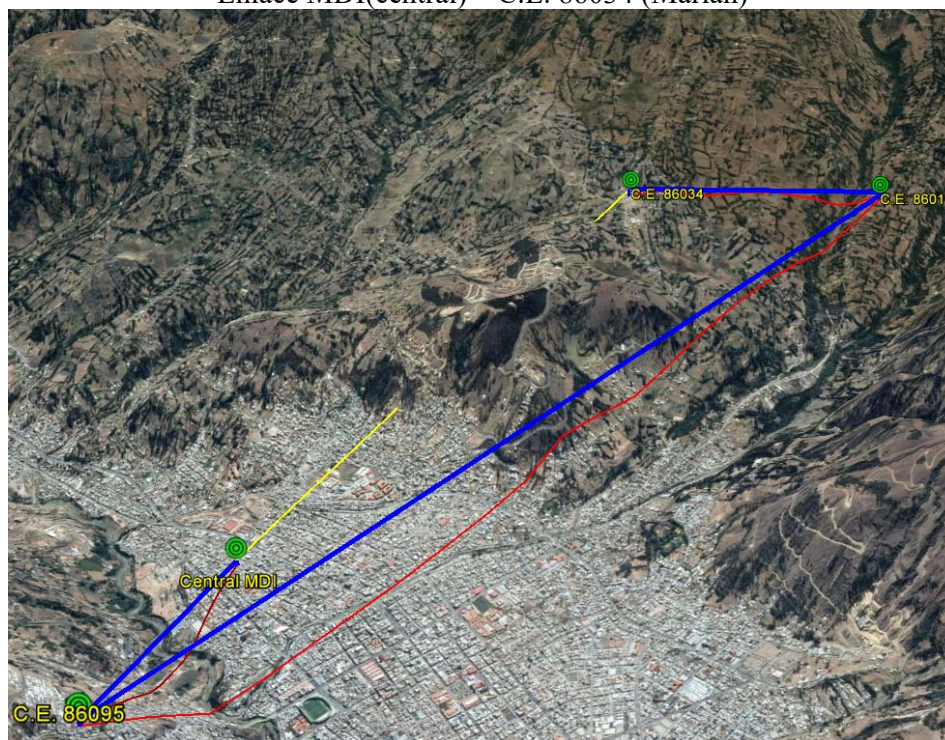 Enlace MDI(central) – C.E. 86034 (Marian)
C.E. 86034
C.E. 8601
Central MDI
C.E. 86095